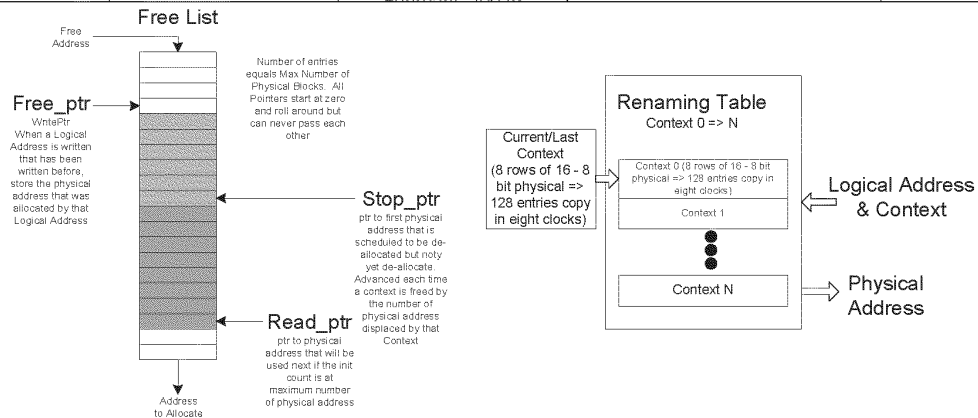 Free List
Free
Address
Number of entries
equals Max Number of
Physical Blocks. All
Pointers start at zero
and roll around but
can never pass each
other
Free_ptr
WritePtr
When a Logical
Address is written
that has been
written before,
store the physical
address that was
allocated by that
Logical Address
Stop_ptr
ptr to first physical
address that is
scheduled to be de-
allocated but noty
yet de-allocate.
Advanced each time
a context is freed by
the number of
physical address
displaced by that
Context
Read_ptr
ptr to physical
address that will be
used next if the init
count is at
maximum number
of physical address
Address
to Allocate
Current/Last
Context
(8 rows of 16 - 8
bit physical =>
128 entries copy
in eight clocks)
Renaming Table
Context 0 => N
Context 0 (8 rows of 16 - 8 bit
physical => 128 entries copy in
eight clocks)
Context 1
Context N
Logical Address
& Context
Physical
Address